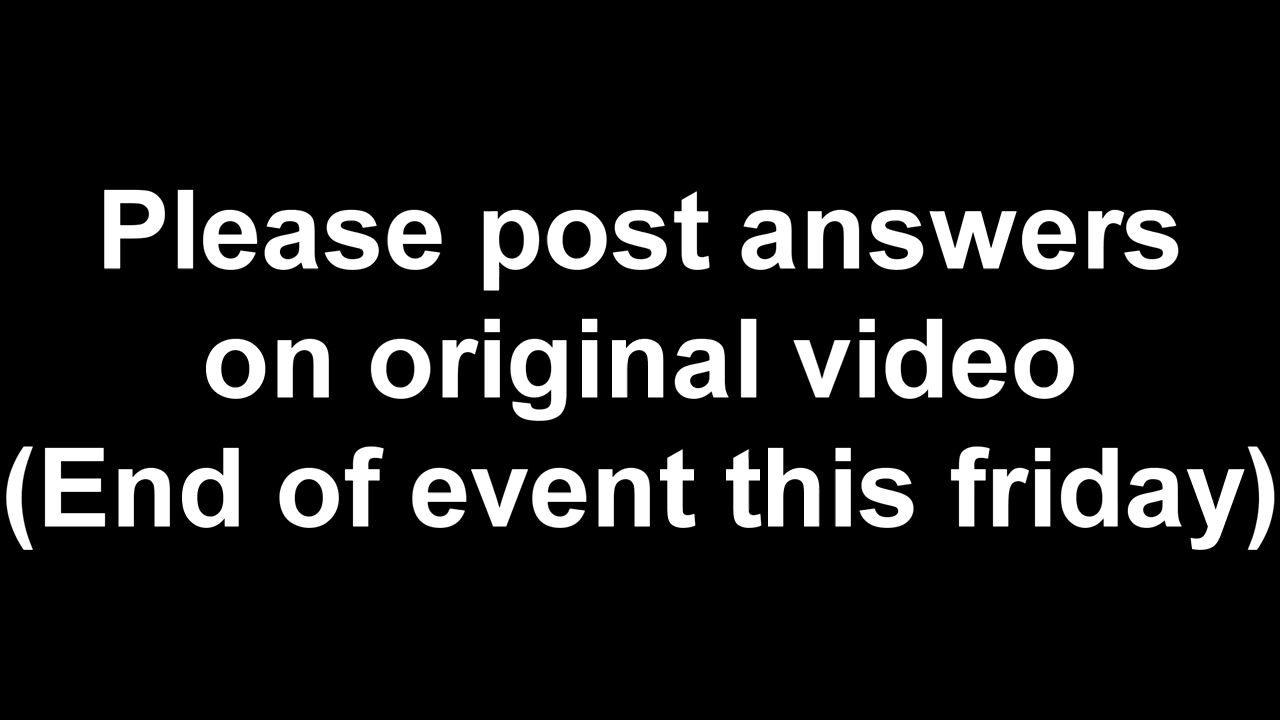 Please post answers
on original video
(End of event this friday)